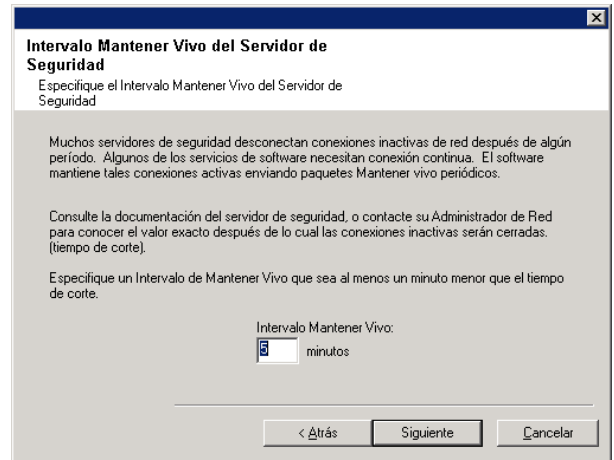 Intervalo Mantener Vivo del Servidor de
Seguridad
Especifique el Intervalo Mantener Vivo del Servidor de
Seguridad
Muchos servidores de seguridad desconectan conexiones inactivas de red después de algún
período. Algunos de los servicios de software necesitan conexión continua. El software
mantiene tales conexiones activas enviando paquetes Mantener vivo periódicos.
Consulte la documentación del servidor de seguridad, o contacte su Administrador de Red
para conocer el valor exacto después de lo cual las conexiones inactivas serán cerradas.
(tiempo de corte).
Especifique un Intervalo de Mantener Vivo que sea al menos un minuto menor que el tiempo
de corte.
Intervalo Mantener Vivo:
5 minutos
< Atrás Siguiente Cancelar